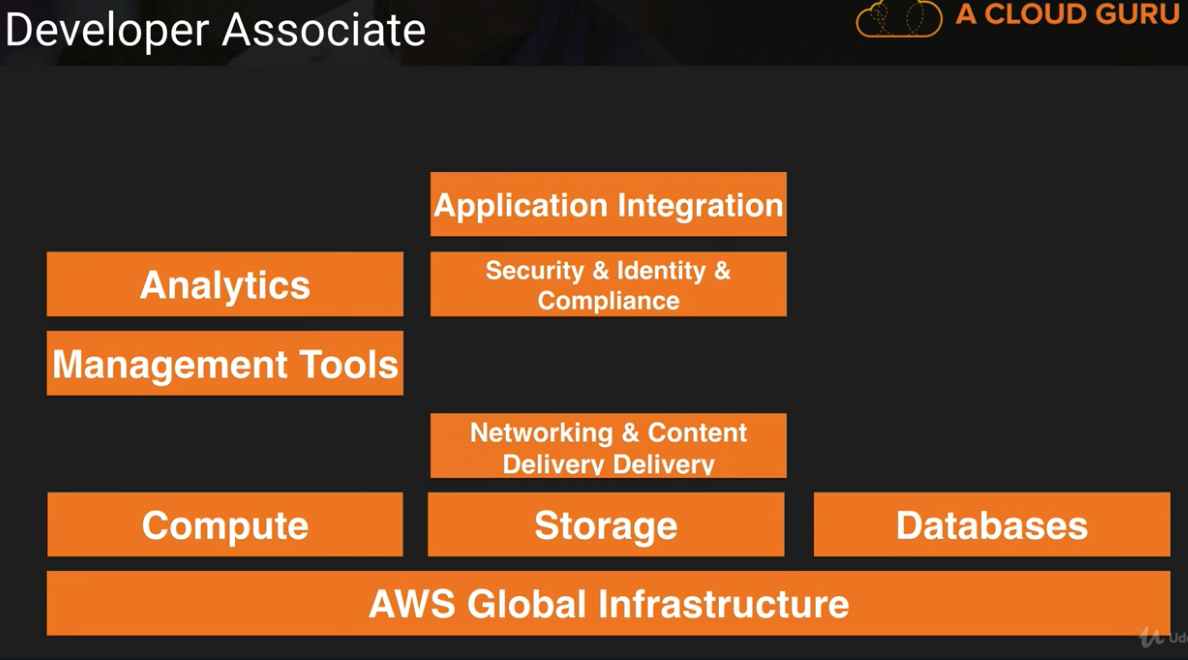 Developer Associate
A CLOUD GURU
Application Integration
Analytics
Security & Identity &
Compliance
Management Tools
Networking & Content
Delivery Delivery
Compute
Storage
Databases
AWS Global Infrastructure